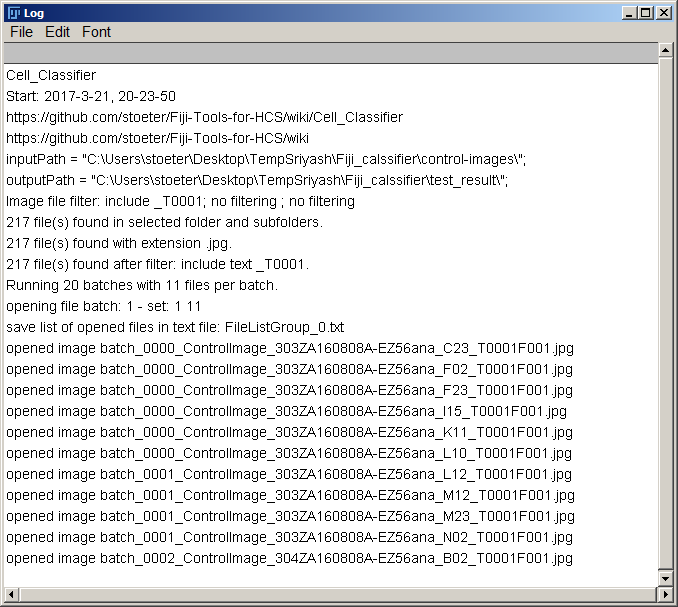 Log
File Edit Font
Cell_Classifier
Start: 2017-3-21, 20-23-50
https://github.com/stoeter/Fiji-Tools-for-HCS/wiki/Cell_Classifier
https://github.com/stoeter/Fiji-Tools-for-HCS/wiki
inputPath = "C:\Users\stoeter\Desktop\TempSriyash\Fiji_calssifier\control-images\";
outputPath = "C:\Users\stoeter\Desktop\TempSriyash\Fiji_calssifier\test_result\";
Image file filter: include _T0001; no filtering ; no filtering
217 file(s) found in selected folder and subfolders.
217 file(s) found with extension .jpg.
217 file(s) found after filter: include text _T0001.
Running 20 batches with 11 files per batch.
opening file batch: 1 - set: 1 11
save list of opened files in text file: FileListGroup_0.txt
opened image batch_0000_ControlImage_303ZA160808A-EZ56ana_C23_T0001F001.jpg
opened image batch_0000_ControlImage_303ZA160808A-EZ56ana_F02_T0001F001.jpg
opened image batch_0000_ControlImage_303ZA160808A-EZ56ana_F23_T0001F001.jpg
opened image batch_0000_ControlImage_303ZA160808A-EZ56ana_I15_T0001F001.jpg
opened image batch_0000_ControlImage_303ZA160808A-EZ56ana_K11_T0001F001.jpg
opened image batch_0000_ControlImage_303ZA160808A-EZ56ana_L10_T0001F001.jpg
opened image batch_0001_ControlImage_303ZA160808A-EZ56ana_L12_T0001F001.jpg
opened image batch_0001_ControlImage_303ZA160808A-EZ56ana_M12_T0001F001.jpg
opened image batch_0001_ControlImage_303ZA160808A-EZ56ana_M23_T0001F001.jpg
opened image batch_0001_ControlImage_303ZA160808A-EZ56ana_N02_T0001F001.jpg
opened image batch_0002_ControlImage_304ZA160808A-EZ56ana_B02_T0001F001.jpg